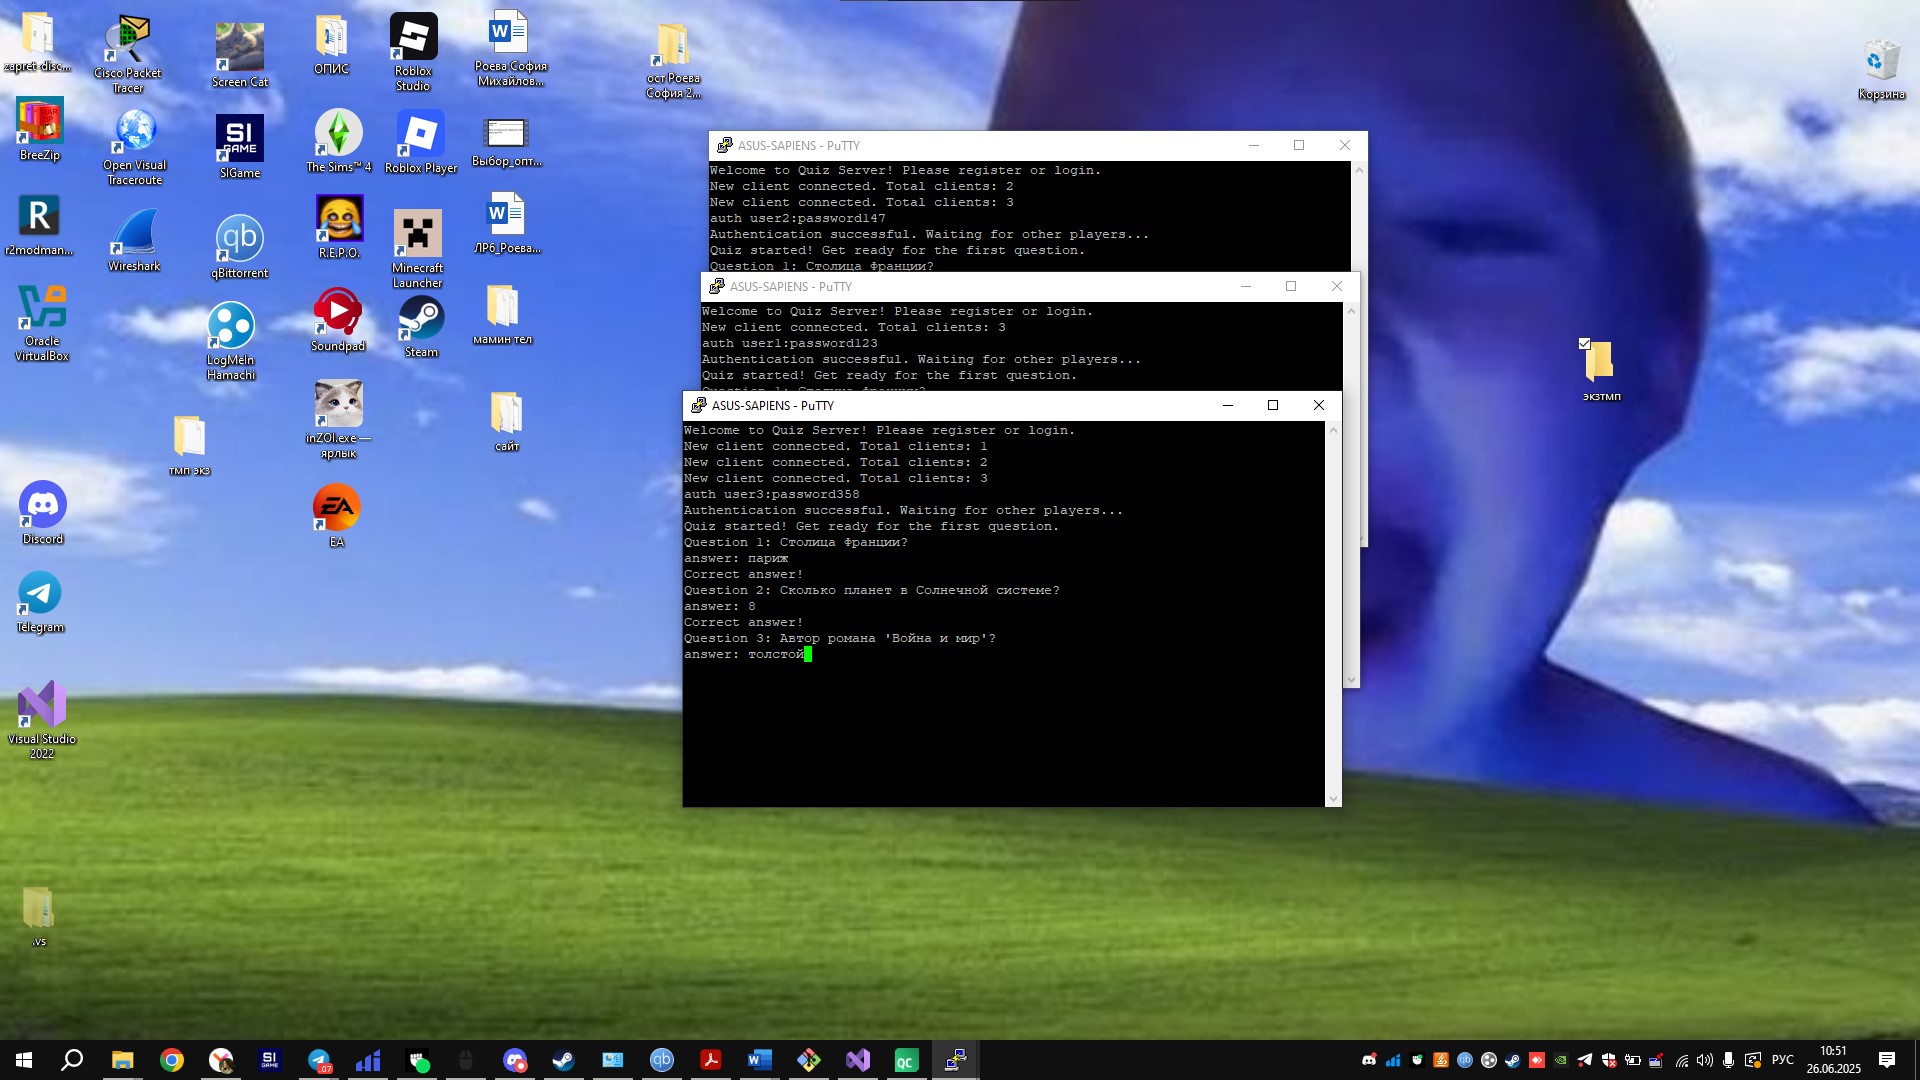 zapret-disc...
Cisco Packet
Tracer
Screen Cat
ОПИС
Roblox
Studio
Роева София
Михайлов...
ост Роева
София 2...
Корзина
BreeZip
Open Visual
Traceroute
SI
GAME
SIGame
The Sims™ 4
Roblox Player
Выбор_опт...
r2modman...
Wireshark
qBittorrent
R.E.P.O.
Minecraft
Launcher
ЛР6_Роева...
Oracle
VirtualBox
LogMeIn
Hamachi
Soundpad
Steam
мамин тел
тмп экз
inZOI.exe —
ярлык
сайт
экзтмп
Discord
EA
Telegram
Visual Studio
2022
.vs
ASUS-SAPIENS - PuTTY
Welcome to Quiz Server! Please register or login.
New client connected. Total clients: 2
New client connected. Total clients: 3
auth user2:password147
Authentication successful. Waiting for other players...
Quiz started! Get ready for the first question.
Question 1: Столица Франции?
ASUS-SAPIENS - PuTTY
Welcome to Quiz Server! Please register or login.
New client connected. Total clients: 3
auth user1:password123
Authentication successful. Waiting for other players...
Quiz started! Get ready for the first question.
ASUS-SAPIENS - PuTTY
Welcome to Quiz Server! Please register or login.
New client connected. Total clients: 1
New client connected. Total clients: 2
New client connected. Total clients: 3
auth user3:password358
Authentication successful. Waiting for other players...
Quiz started! Get ready for the first question.
Question 1: Столица Франции?
answer: париж
Correct answer!
Question 2: Сколько планет в Солнечной системе?
answer: 8
Correct answer!
Question 3: Автор романа 'Война и мир'?
answer: толстой
РУС
10:51
26.06.2025